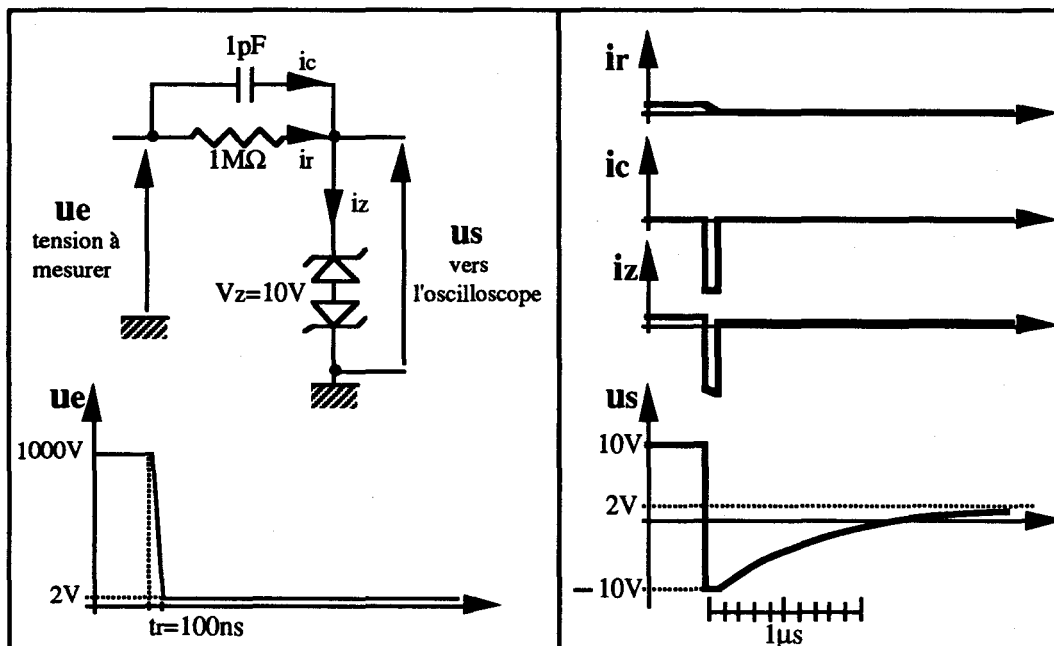 1pF
ic
1MΩ
ir
iz
ue
tension à
mesurer
us
vers
l'oscilloscope
Vz=10V
ue
1000V
2V
tr=100ns
ir
ic
iz
us
10V
2V
– 10V
1µs